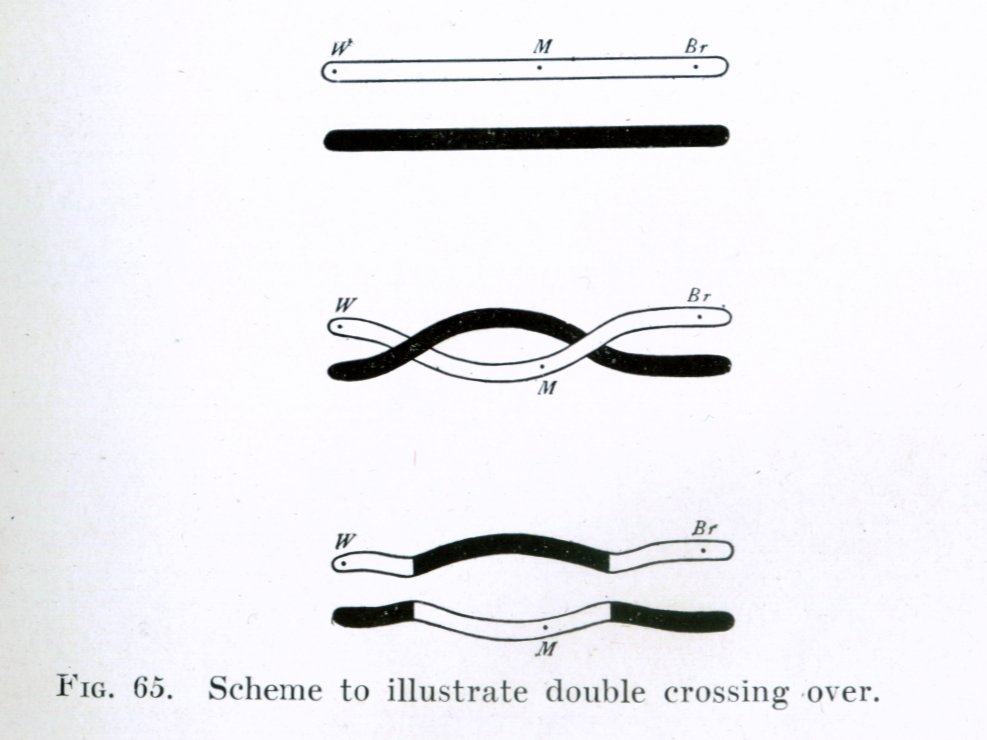 W M Br
W Br
M
W Br
M
FIG. 65. Scheme to illustrate double crossing over.